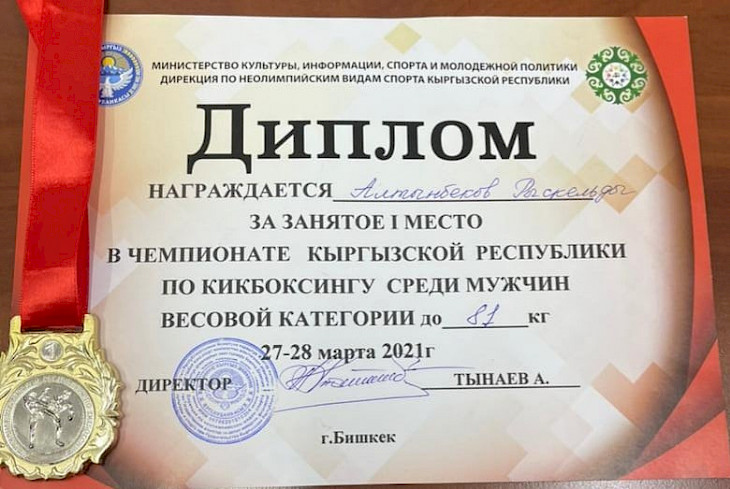 МИНИСТЕРСТВО КУЛЬТУРЫ, ИНФОРМАЦИИ, СПОРТА И МОЛОДЕЖНОЙ ПОЛИТИКИ
ДИРЕКЦИЯ ПО НЕОЛИМПИЙСКИМ ВИДАМ СПОРТА КЫРГЫЗСКОЙ РЕСПУБЛИКИ
ДИПЛОМ
НАГРАЖДАЕТСЯ Алтынбеков Рыскельды
ЗА ЗАНЯТОЕ I МЕСТО
В ЧЕМПИОНАТЕ КЫРГЫЗСКОЙ РЕСПУБЛИКИ
ПО КИКБОКСИНГУ СРЕДИ МУЖЧИН
ВЕСОВОЙ КАТЕГОРИИ до 81 кг
27-28 марта 2021г
ДИРЕКТОР ТЫНАЕВ А.
г.Бишкек